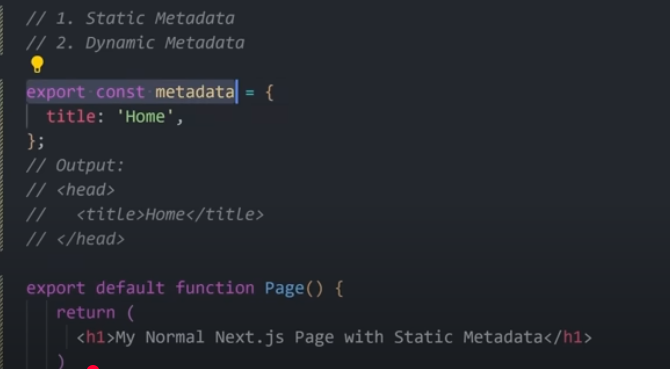 // 1. Static Metadata
// 2. Dynamic Metadata
export const metadata = {
title: 'Home',
};
// Output:
// <head>
//   <title>Home</title>
// </head>
export default function Page() {
return (
<h1>My Normal Next.js Page with Static Metadata</h1>
)